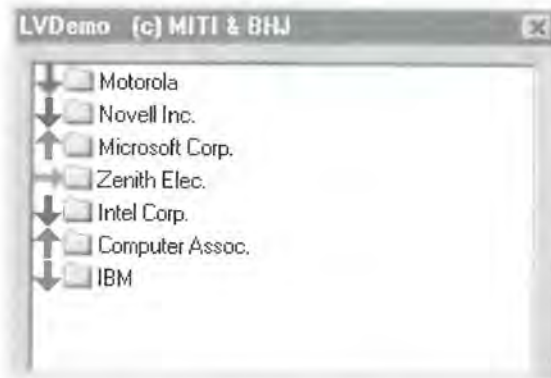 LVDemo (c) MITI & BHJ
Motorola
Novell Inc.
Microsoft Corp.
Zenith Elec.
Intel Corp.
Computer Assoc.
IBM